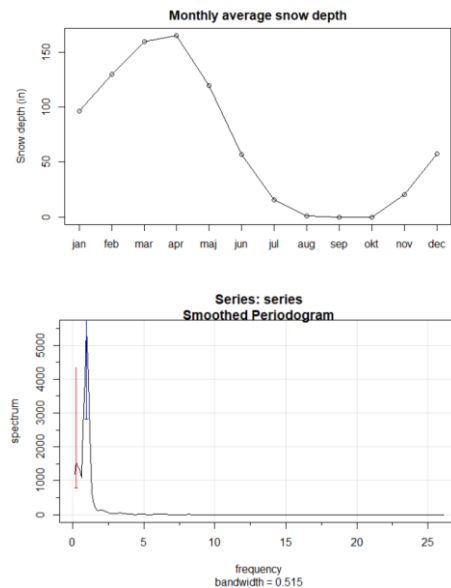 Monthly average snow depth
Snow depth (in)
150
100
50
0
jan feb mar apr maj jun jul aug sep okt nov dec
Series: series
Smoothed Periodogram
spectrum
5000
4000
3000
2000
1000
0
0 5 10 15 20 25
frequency
bandwidth = 0.515